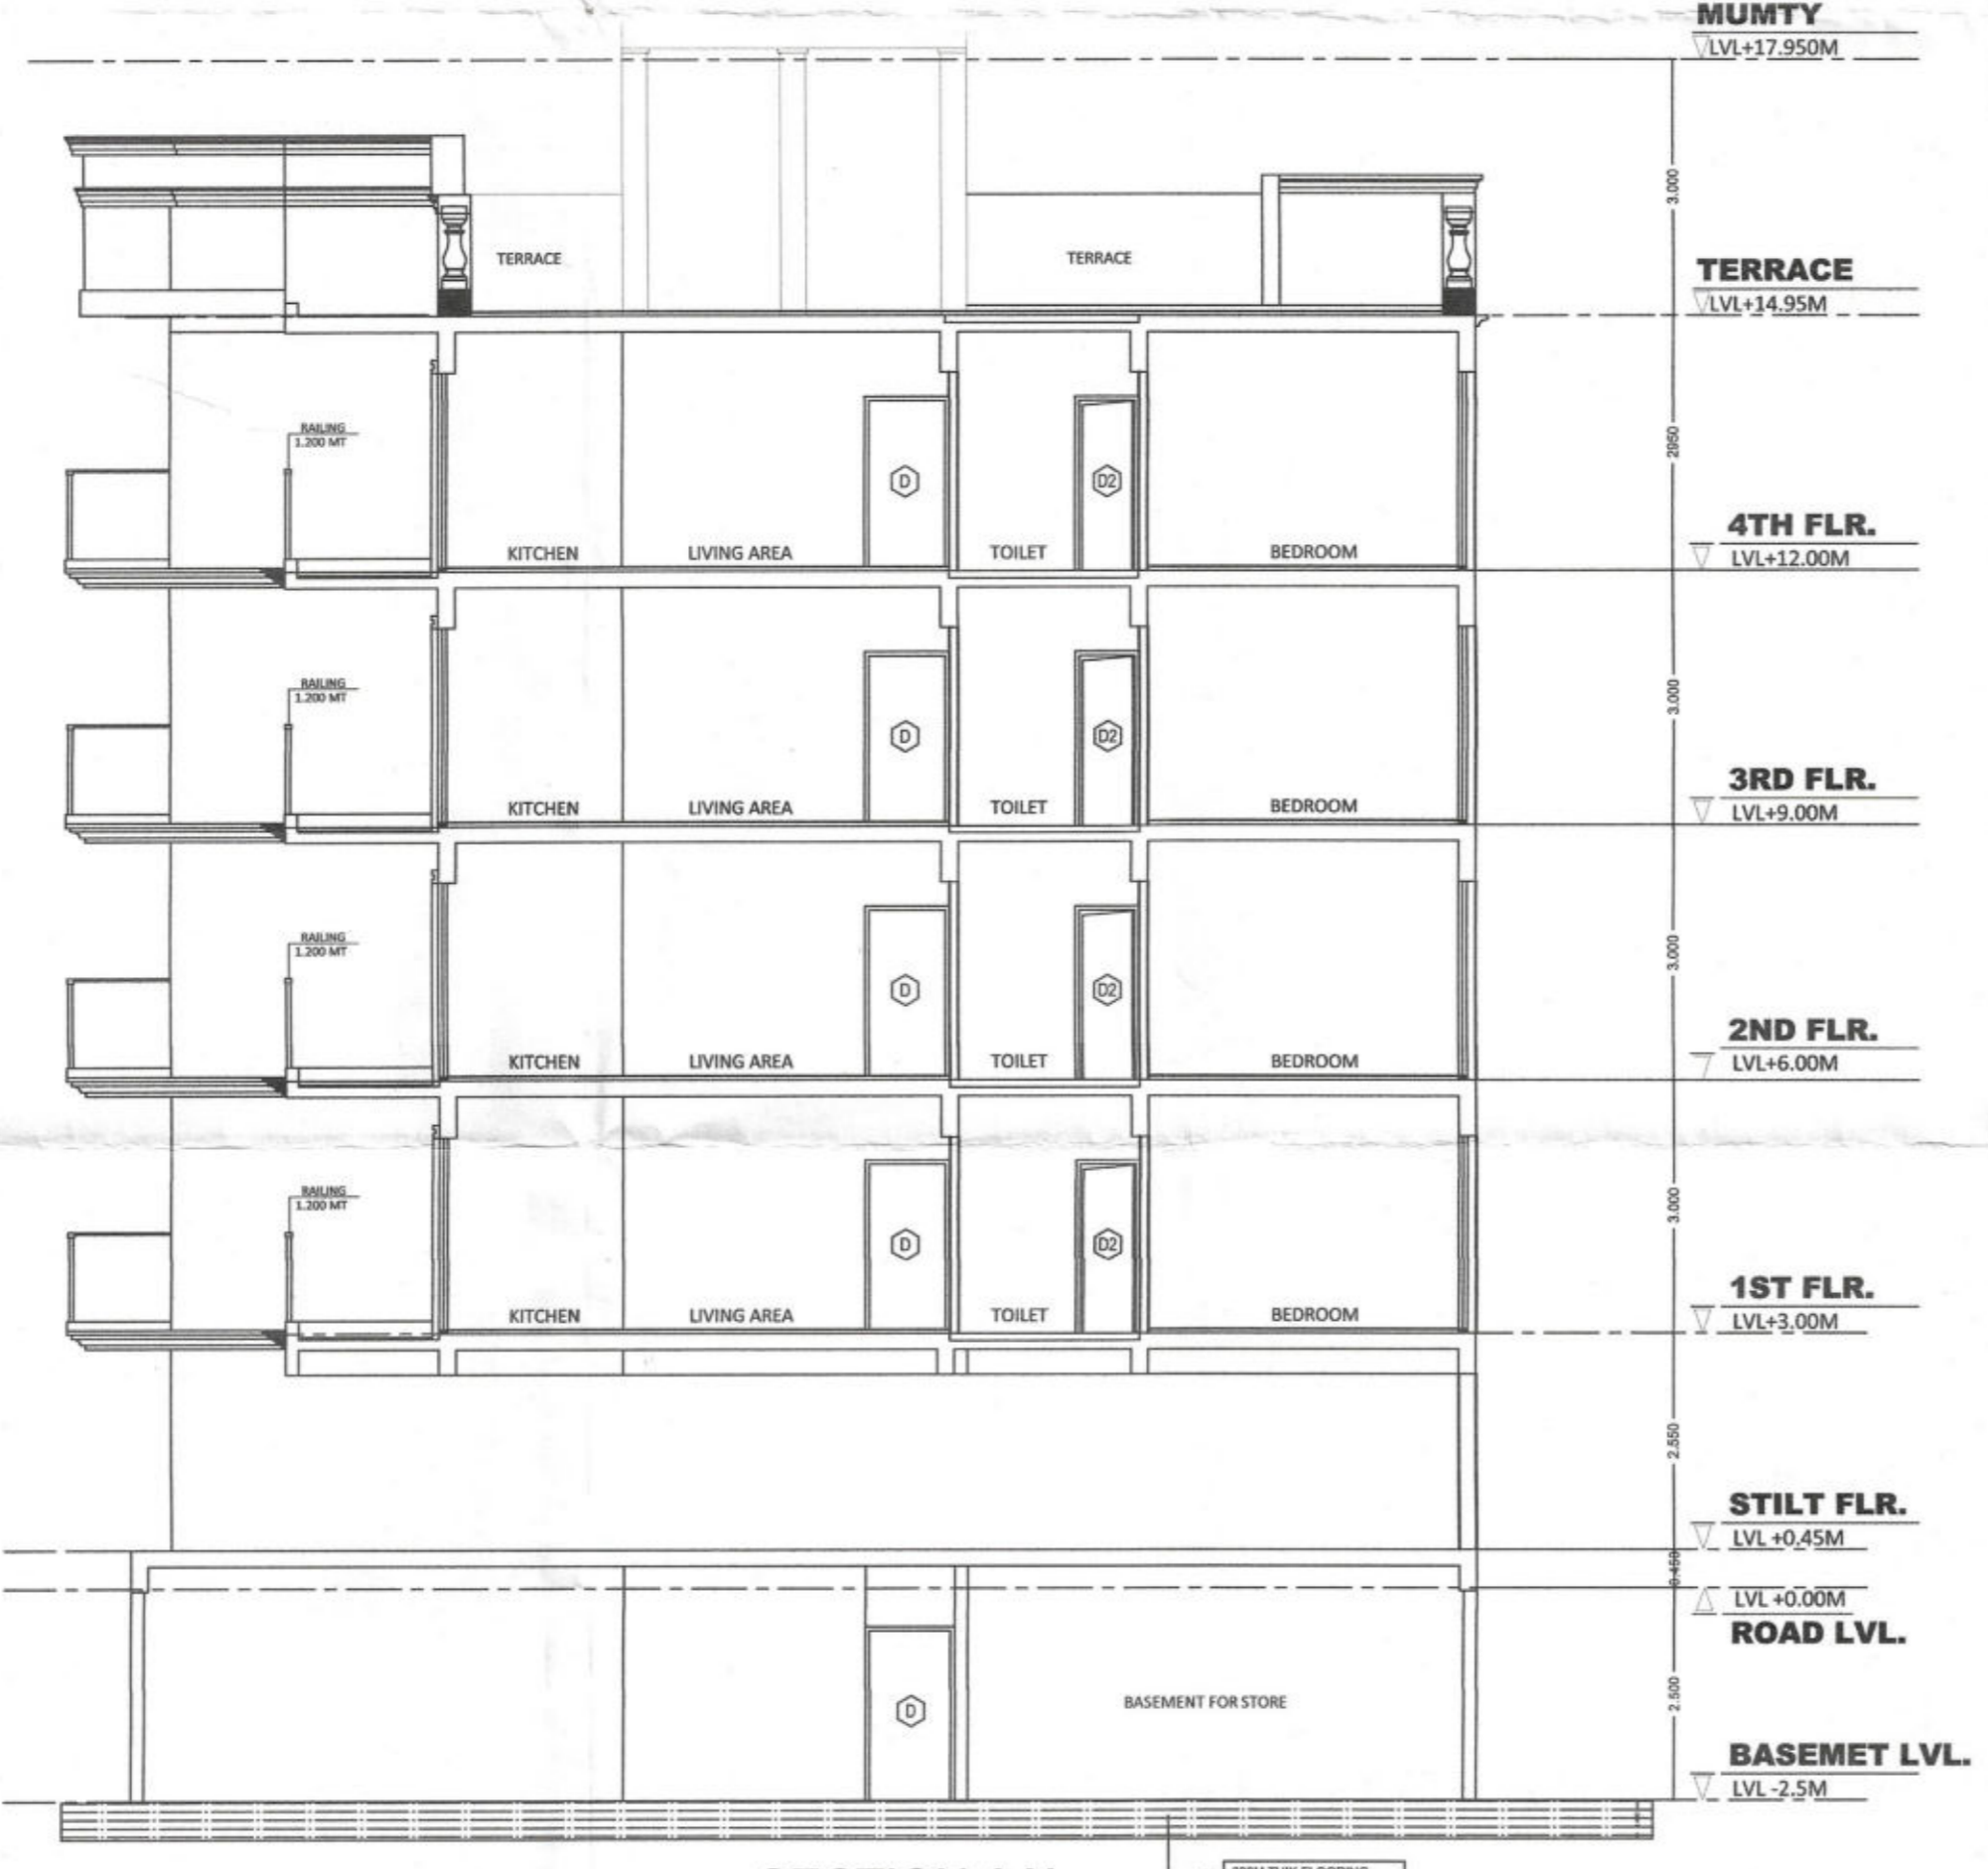 MUMTY
LVL+17.950M
3.000
TERRACE
TERRACE
TERRACE
LVL+14.95M
RAILING
1.200 MT
2950
D
D2
KITCHEN
LIVING AREA
TOILET
BEDROOM
4TH FLR.
LVL+12.00M
RAILING
1.200 MT
3.000
D
D2
KITCHEN
LIVING AREA
TOILET
BEDROOM
3RD FLR.
LVL+9.00M
RAILING
1.200 MT
3.000
D
D2
KITCHEN
LIVING AREA
TOILET
BEDROOM
2ND FLR.
LVL+6.00M
RAILING
1.200 MT
3.000
D
D2
KITCHEN
LIVING AREA
TOILET
BEDROOM
1ST FLR.
LVL+3.00M
2.550
STILT FLR.
LVL +0.45M
0.450
LVL +0.00M
ROAD LVL.
2.500
D
BASEMENT FOR STORE
BASEMET LVL.
LVL -2.5M